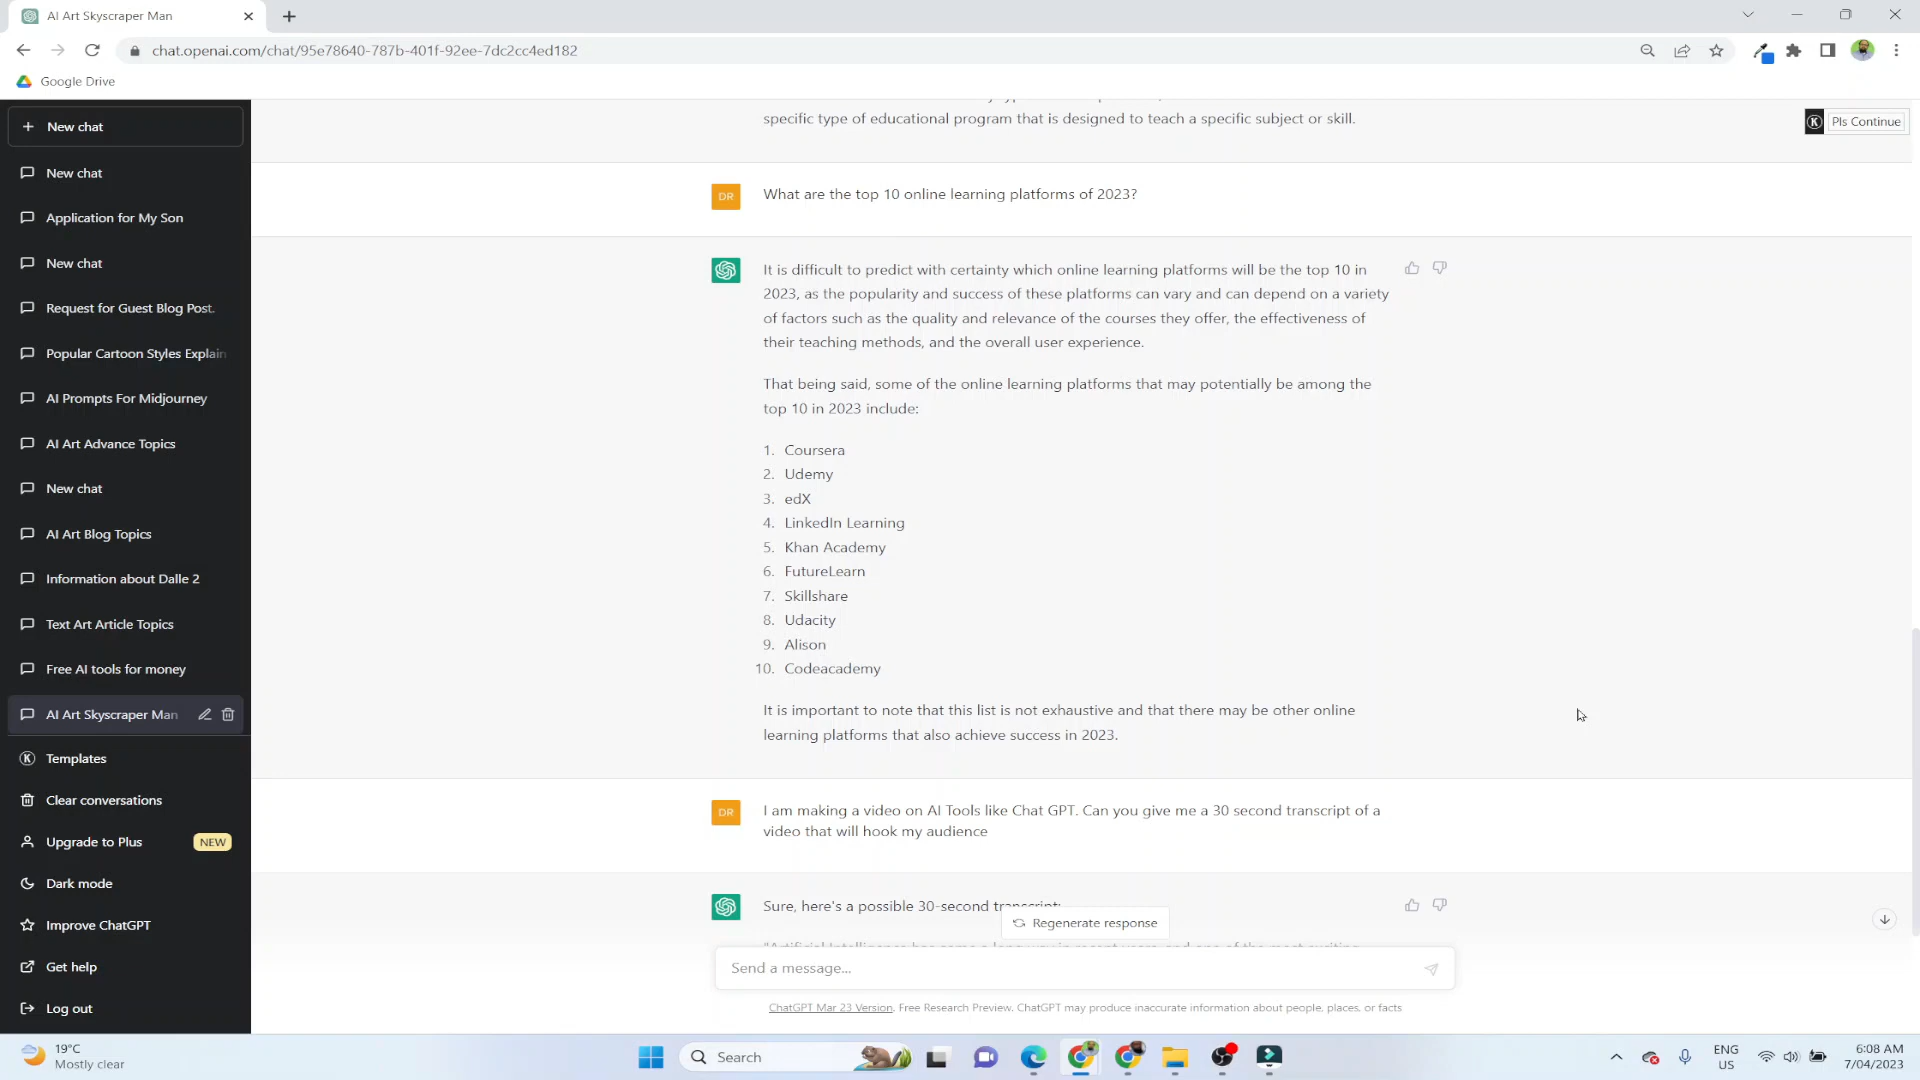 AI Art Skyscraper Man
chat.openai.com/chat/95e78640-787b-401f-92ee-7dc2cc4ed182
Google Drive
New chat
New chat
Application for My Son
New chat
Request for Guest Blog Post.
Popular Cartoon Styles Explain
AI Prompts For Midjourney
AI Art Advance Topics
New chat
AI Art Blog Topics
Information about Dalle 2
Text Art Article Topics
Free AI tools for money
AI Art Skyscraper Man
Templates
Clear conversations
Upgrade to Plus NEW
Dark mode
Improve ChatGPT
Get help
Log out
specific type of educational program that is designed to teach a specific subject or skill.
Pls Continue
DR What are the top 10 online learning platforms of 2023?
It is difficult to predict with certainty which online learning platforms will be the top 10 in
2023, as the popularity and success of these platforms can vary and can depend on a variety
of factors such as the quality and relevance of the courses they offer, the effectiveness of
their teaching methods, and the overall user experience.
That being said, some of the online learning platforms that may potentially be among the
top 10 in 2023 include:
1. Coursera
2. Udemy
3. edX
4. LinkedIn Learning
5. Khan Academy
6. FutureLearn
7. Skillshare
8. Udacity
9. Alison
10. Codeacademy
It is important to note that this list is not exhaustive and that there may be other online
learning platforms that also achieve success in 2023.
DR I am making a video on AI Tools like Chat GPT. Can you give me a 30 second transcript of a
video that will hook my audience
Sure, here's a possible 30-second transcript:
Regenerate response
Send a message...
ChatGPT Mar 23 Version. Free Research Preview. ChatGPT may produce inaccurate information about people, places, or facts
19°C
Mostly clear
Search
ENG
US
6:08 AM
7/04/2023